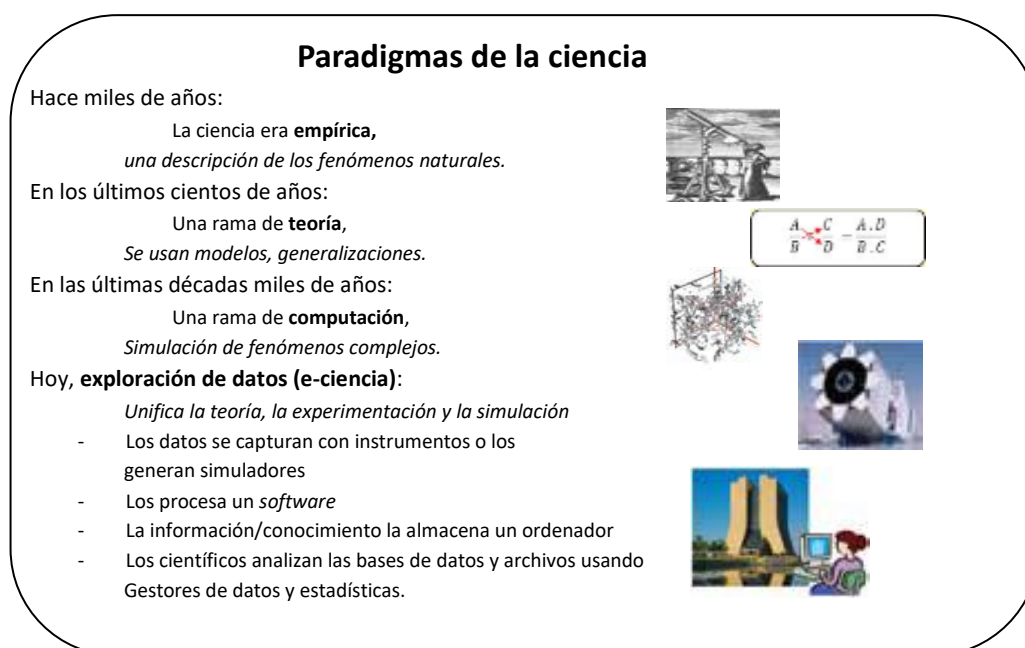 Paradigmas de la ciencia
Hace miles de años:
La ciencia era empírica,
una descripción de los fenómenos naturales.
En los últimos cientos de años:
Una rama de teoría,
Se usan modelos, generalizaciones.
En las últimas décadas miles de años:
Una rama de computación,
Simulación de fenómenos complejos.
Hoy, exploración de datos (e-ciencia):
Unifica la teoría, la experimentación y la simulación
- Los datos se capturan con instrumentos o los
generan simuladores
- Los procesa un software
- La información/conocimiento la almacena un ordenador
- Los científicos analizan las bases de datos y archivos usando
Gestores de datos y estadísticas.
A C A . D
B D B . C